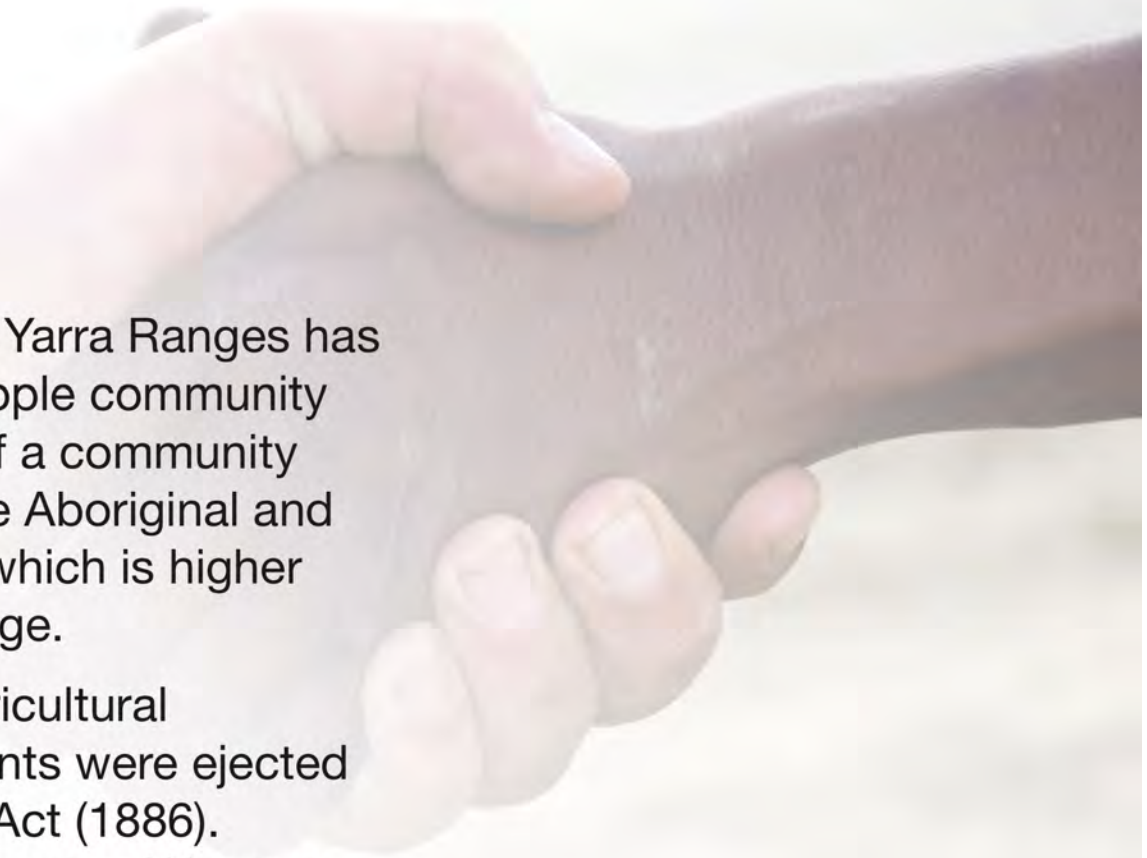 Yarra Ranges has
ople community
f a community
e Aboriginal and
which is higher
ge.
icultural
nts were ejected
Act (1886).